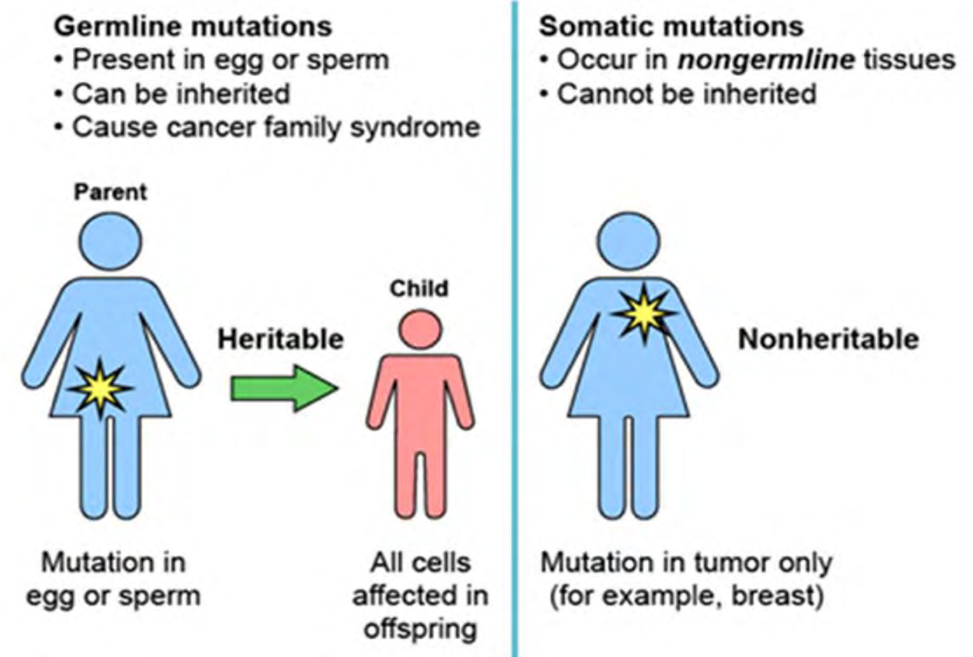 Germline mutations
• Present in egg or sperm
• Can be inherited
• Cause cancer family syndrome
Parent
Heritable
Child
Mutation in
egg or sperm
All cells
affected in
offspring
Somatic mutations
• Occur in nongermline tissues
• Cannot be inherited
Nonheritable
Mutation in tumor only
(for example, breast)